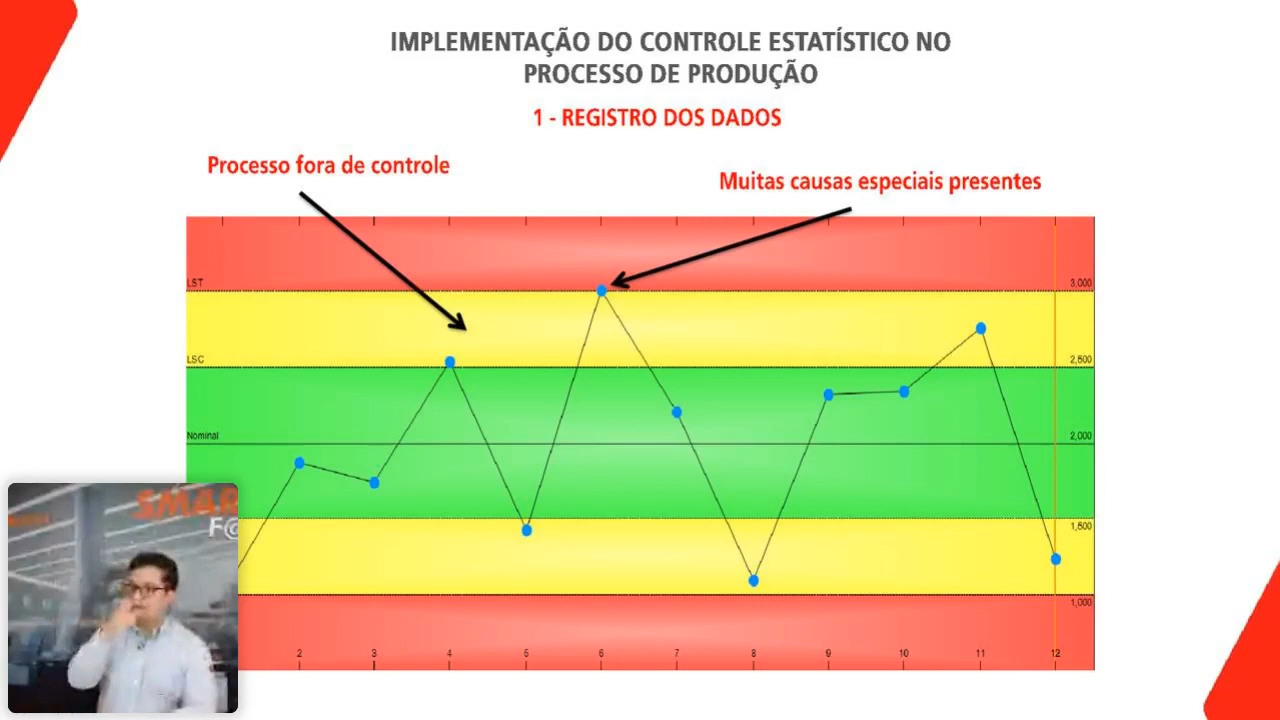 IMPLEMENTAÇÃO DO CONTROLE ESTATÍSTICO NO
PROCESSO DE PRODUÇÃO
1 - REGISTRO DOS DADOS
Processo fora de controle
Muitas causas especiais presentes
LST
3,000
LSC
2,500
Nominal
2,000
1,500
1,000
SMAR
F@
2 3 4 5 6 7 8 9 10 11 12